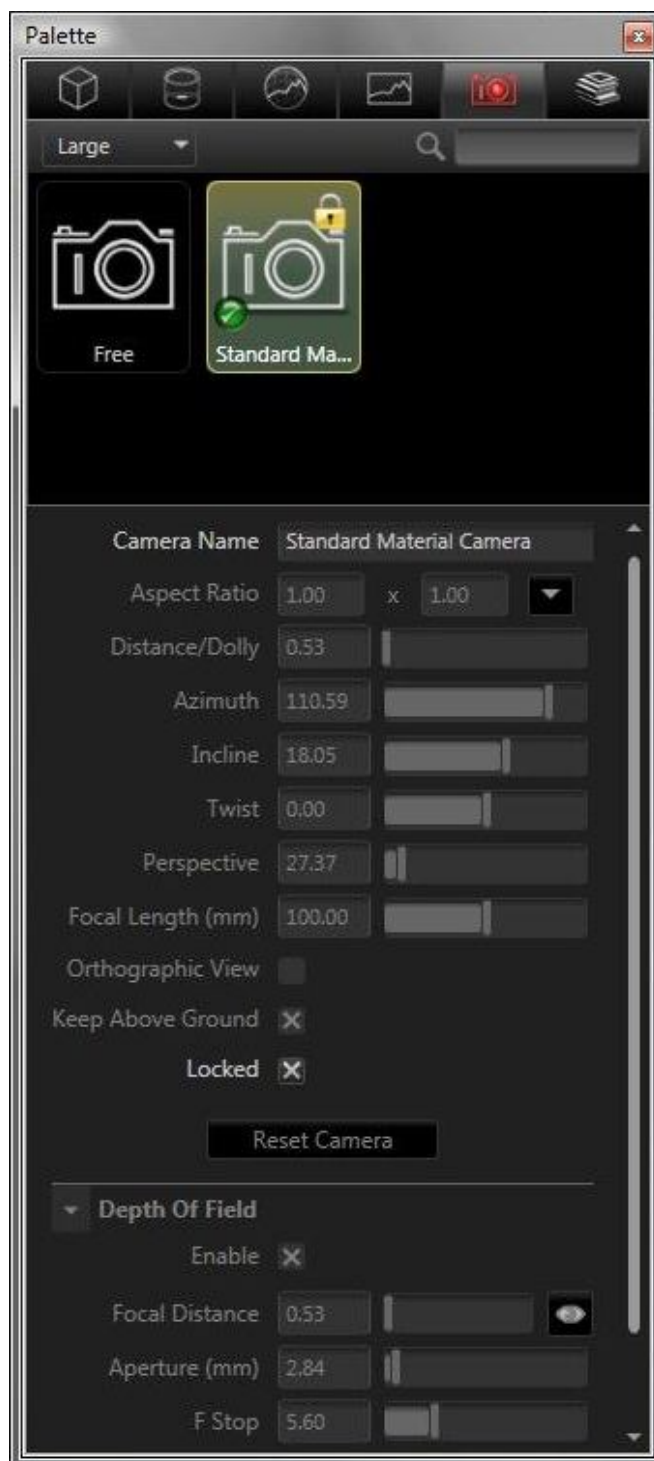 Palette
Large
Free
Standard Ma...
Camera Name Standard Material Camera
Aspect Ratio 1.00 x 1.00
Distance/Dolly 0.53
Azimuth 110.59
Incline 18.05
Twist 0.00
Perspective 27.37
Focal Length (mm) 100.00
Orthographic View
Keep Above Ground
Locked
Reset Camera
Depth Of Field
Enable
Focal Distance 0.53
Aperture (mm) 2.84
F Stop 5.60